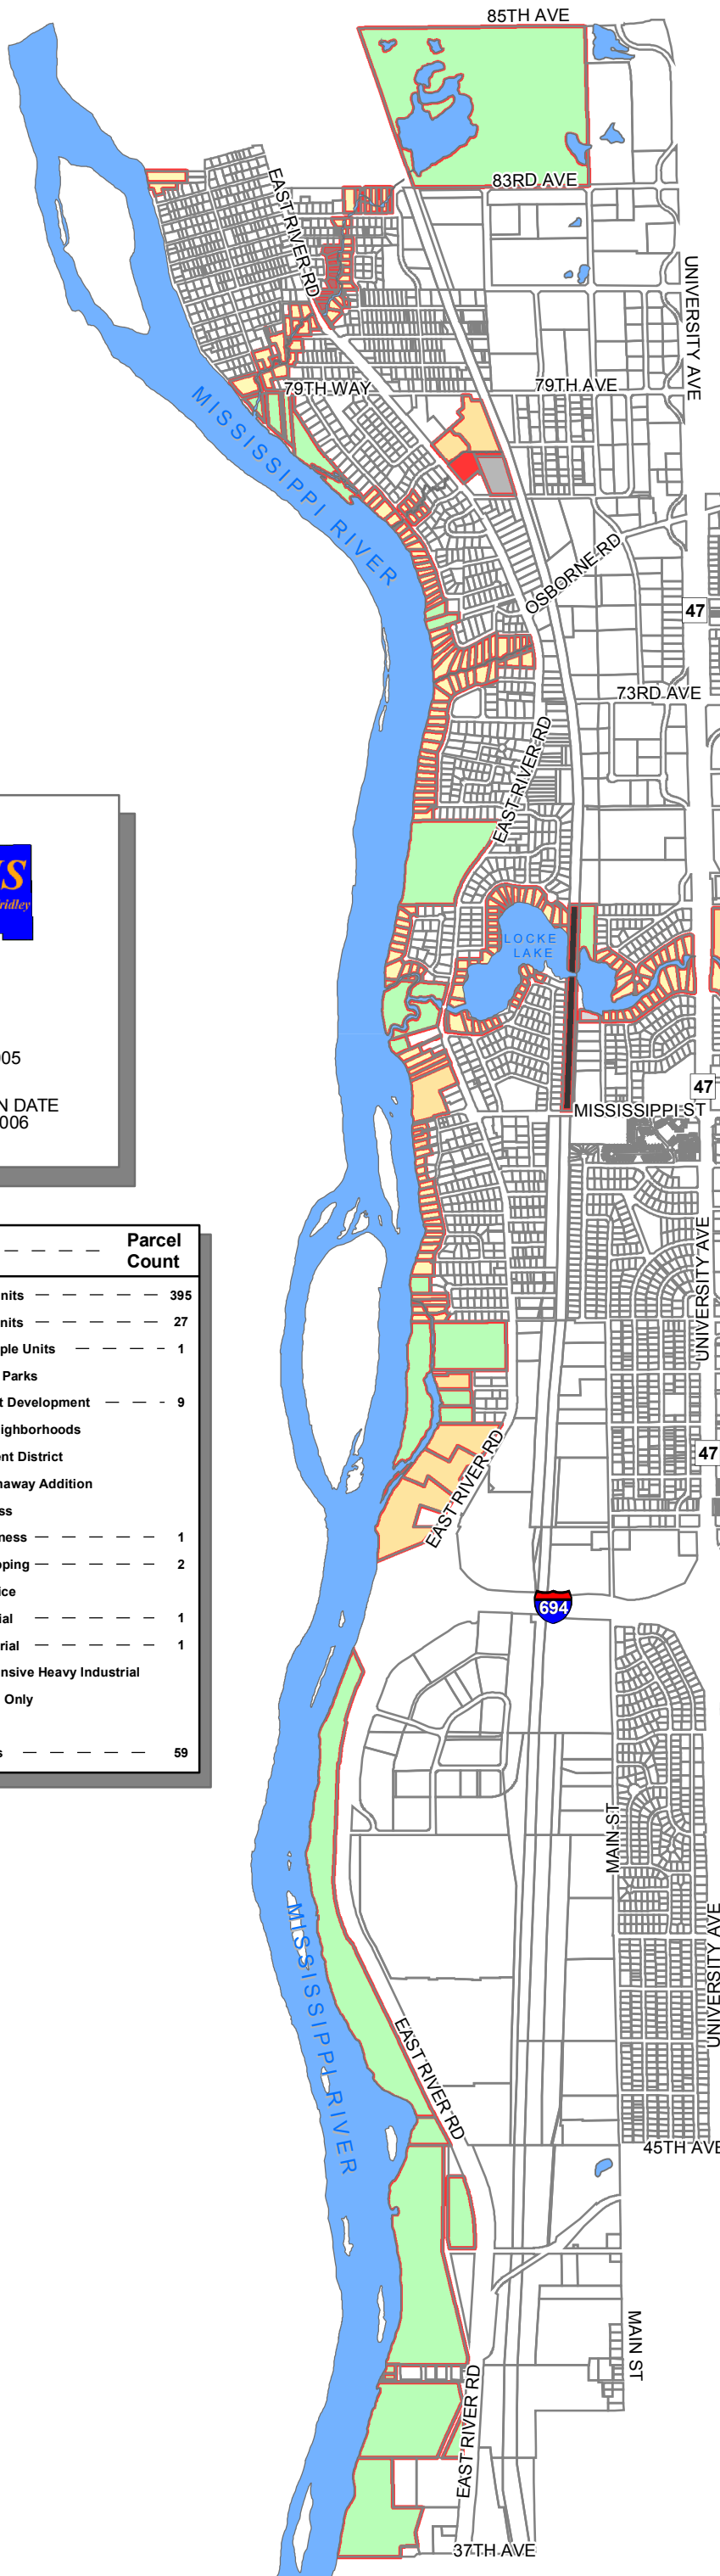 85TH AVE
83RD AVE
EAST RIVER RD
UNIVERSITY AVE
79TH WAY
79TH AVE
MISSISSIPPI RIVER
OSBORNE RD
47
73RD AVE
EAST RIVER RD
S
ridley
LOCKE
LAKE
05
N DATE
006
47
MISSISSIPPI ST
Parcel
Count
nits 395
nits 27
ple Units 1
Parks
t Development 9
ighborhoods
ent District
naway Addition
ss
ness 1
pping 2
ice
ial 1
rial 1
nsive Heavy Industrial
Only
s 59
UNIVERSITY AVE
47
EAST RIVER RD
694
MAIN ST
UNIVERSITY AVE
MISSISSIPPI RIVER
EAST RIVER RD
45TH AVE
MAIN ST
EAST RIVER RD
37TH AVE